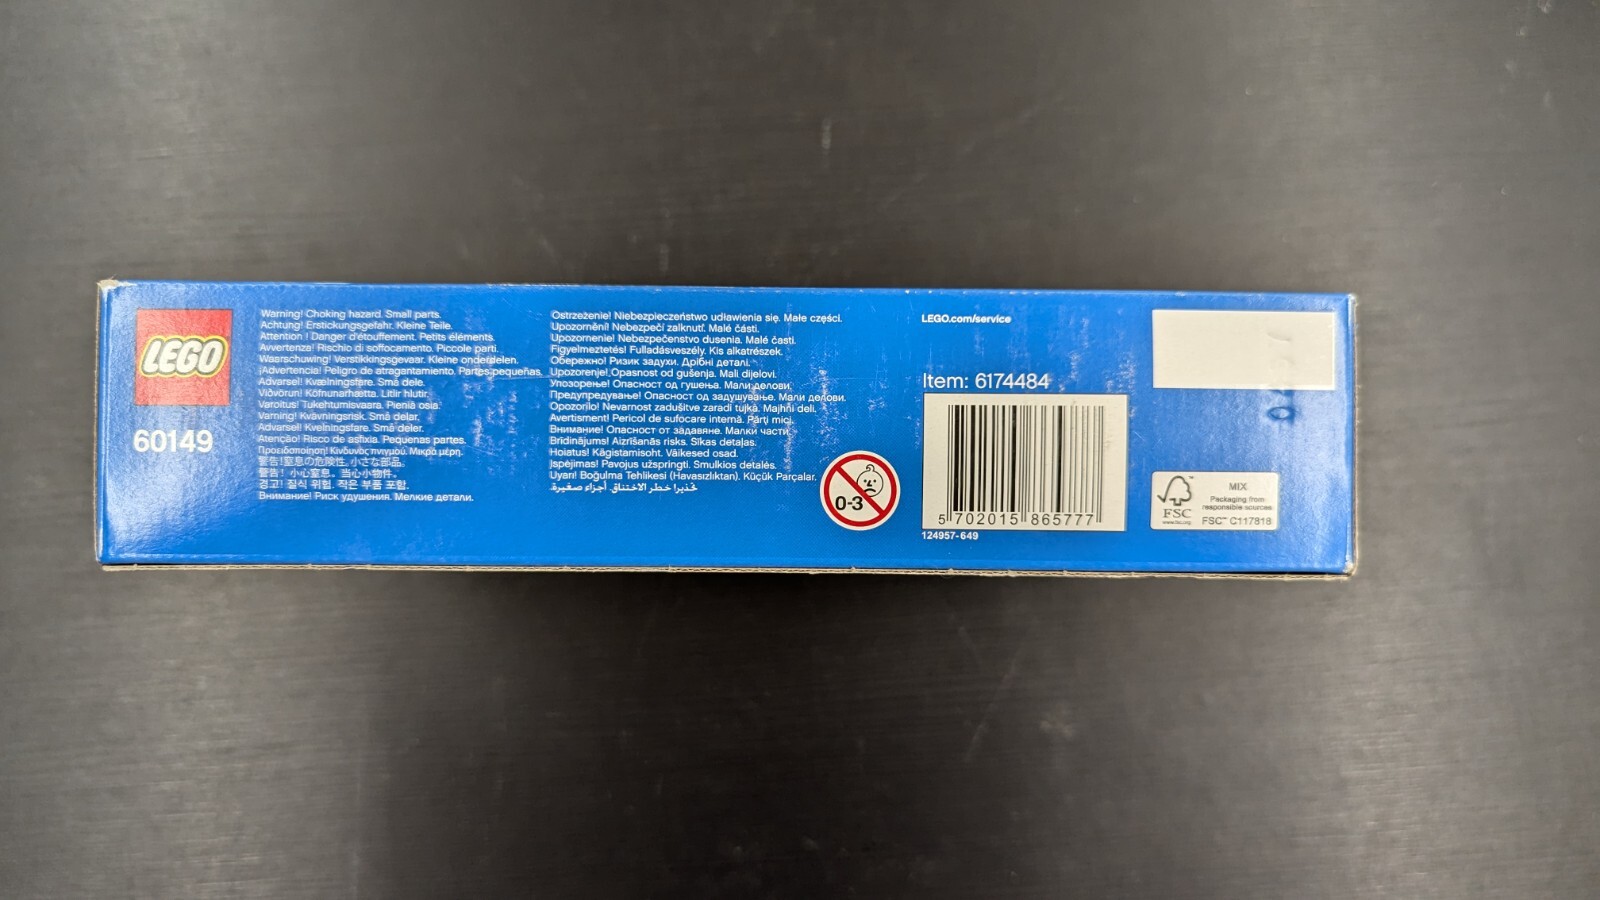 LEGO
60149
Warning! Choking hazard. Small parts.
Achtung! Erstickungsgefahr. Kleine Teile.
Attention ! Danger d'étouffement. Petits éléments.
Avvertenza! Rischio di soffocamento. Piccole parti.
Waarschuwing! Verstikkingsgevaar. Kleine onderdelen.
¡Advertencia! Peligro de atragantamiento. Partes pequeñas.
Advarsel! Kvælningsfare. Små dele.
Viðvörun! Köfnunarhætta. Litlir hlutir.
Varoitus! Tukehtumisvaara. Pieniä osia.
Varning! Kvävningsrisk. Små delar.
Advarsel! Kvelningsfare. Små deler.
Atenção! Risco de asfixia. Pequenas partes.
Προειδοποίηση! Κίνδυνος πνιγμού. Μικρά μέρη.
警告!窒息の危険性。小さな部品。
警告！小心窒息。当心小物件。
경고! 질식 위험. 작은 부품 포함.
Внимание! Риск удушения. Мелкие детали.
Ostrzeżenie! Niebezpieczeństwo udławienia się. Małe części.
Upozornění! Nebezpečí zalknutí. Malé části.
Upozornenie! Nebezpečenstvo dusenia. Malé časti.
Figyelmeztetés! Fulladásveszély. Kis alkatrészek.
Обережно! Ризик задухи. Дрібні деталі.
Upozorenje! Opasnost od gušenja. Mali dijelovi.
Упозорење! Опасност од гушења. Мали делови.
Предупредување! Опасност од задушување. Мали делови.
Opozorilo! Nevarnost zadušitve zaradi tujka. Majhni deli.
Avertisment! Pericol de sufocare internă. Părți mici.
Внимание! Опасност от задавяне. Малки части.
Brīdinājums! Aizrīšanās risks. Sīkas detaļas.
Hoiatus! Kägistamisoht. Väikesed osad.
Įspėjimas! Pavojus užspringti. Smulkios detalės.
Uyarı! Boğulma Tehlikesi (Havasızlıktan). Küçük Parçalar.
تحذير! خطر الاختناق. أجزاء صغيرة.
0-3
LEGO.com/service
Item: 6174484
5 702015 865777
124957-649
FSC
www.fsc.org
MIX
Packaging from
responsible sources
FSC™ C117818